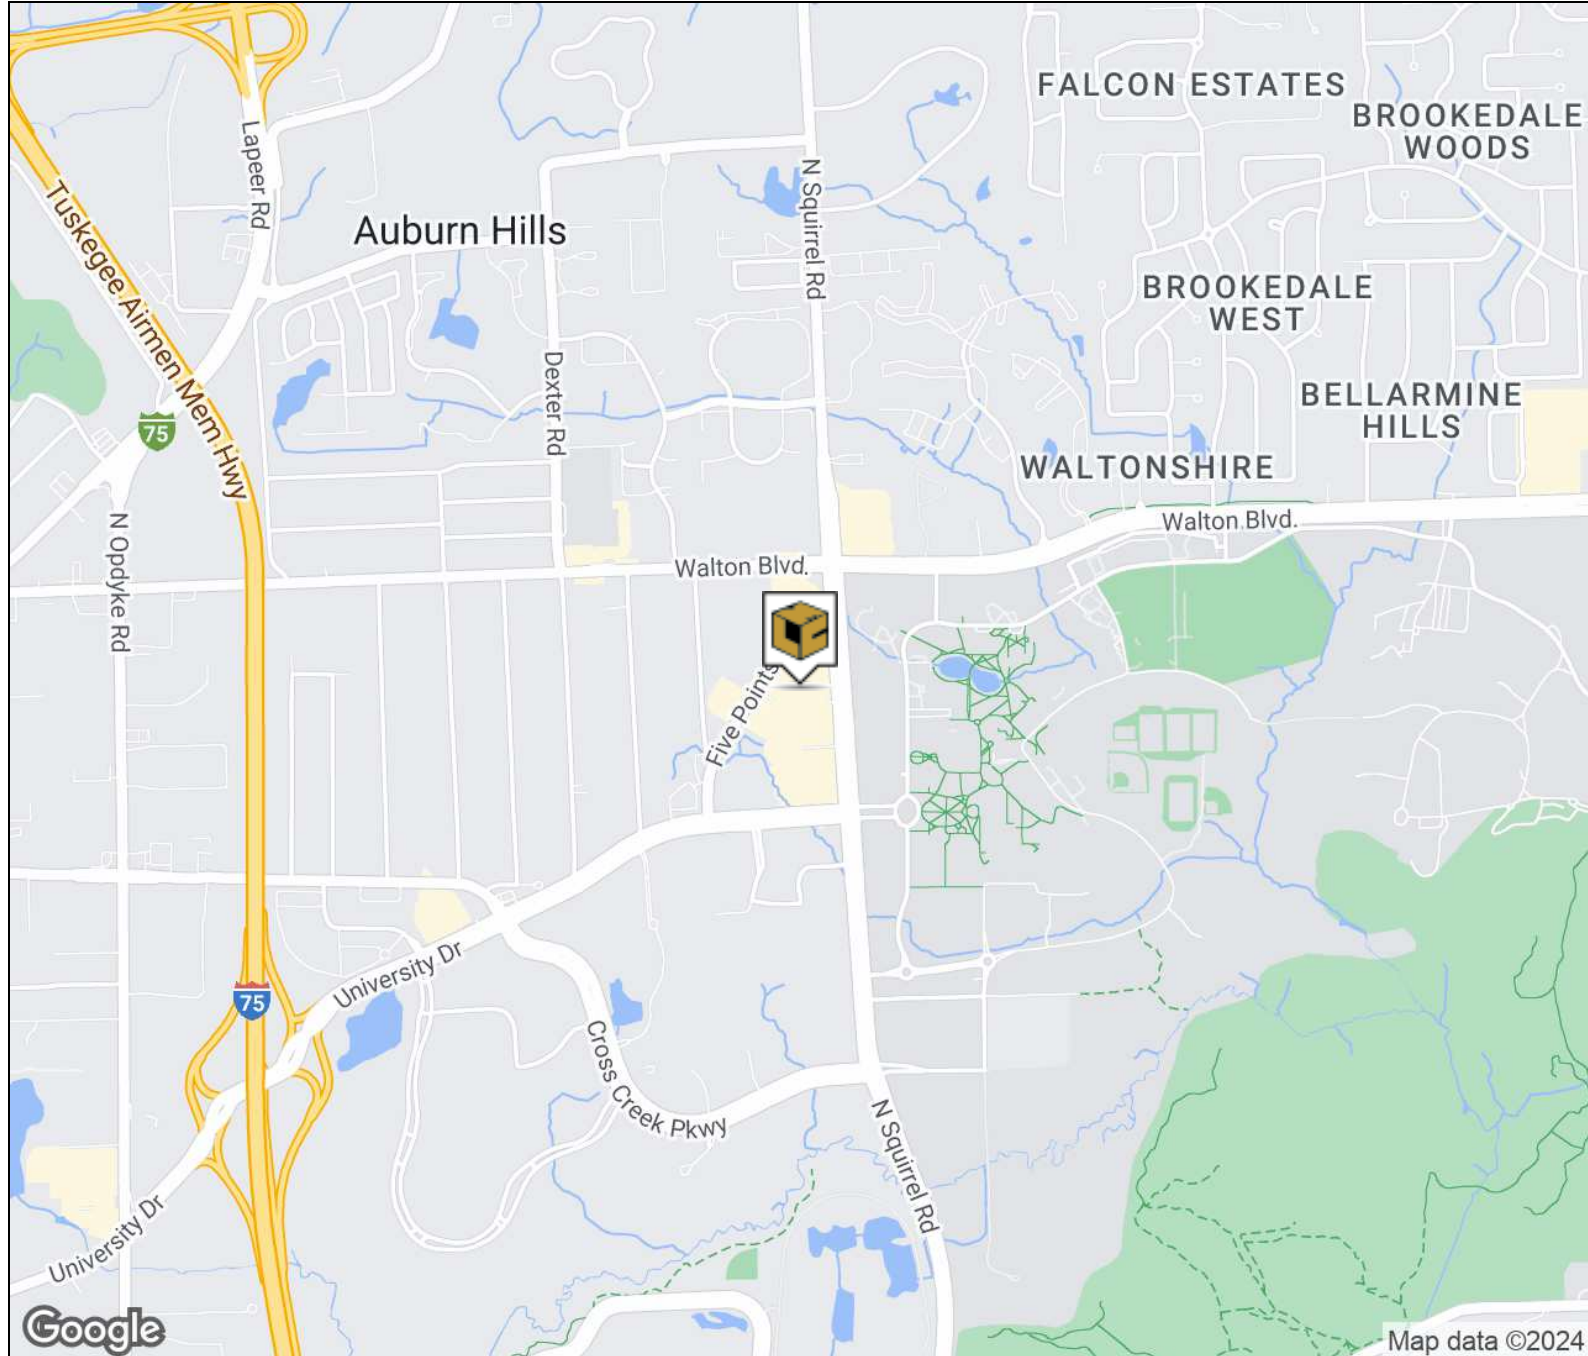 FALCON ESTATES
BROOKEDALE
WOODS
Lapeer Rd
Tuskegee Airmen Mem Hwy
Auburn Hills
N Squirrel Rd
BROOKEDALE
WEST
Dexter Rd
BELLARMINE
HILLS
75
WALTONSHIRE
N Opdyke Rd
Walton Blvd.
Walton Blvd.
Five Points
University Dr
75
Cross Creek Pkwy
N Squirrel Rd
University Dr
Google
Map data ©2024